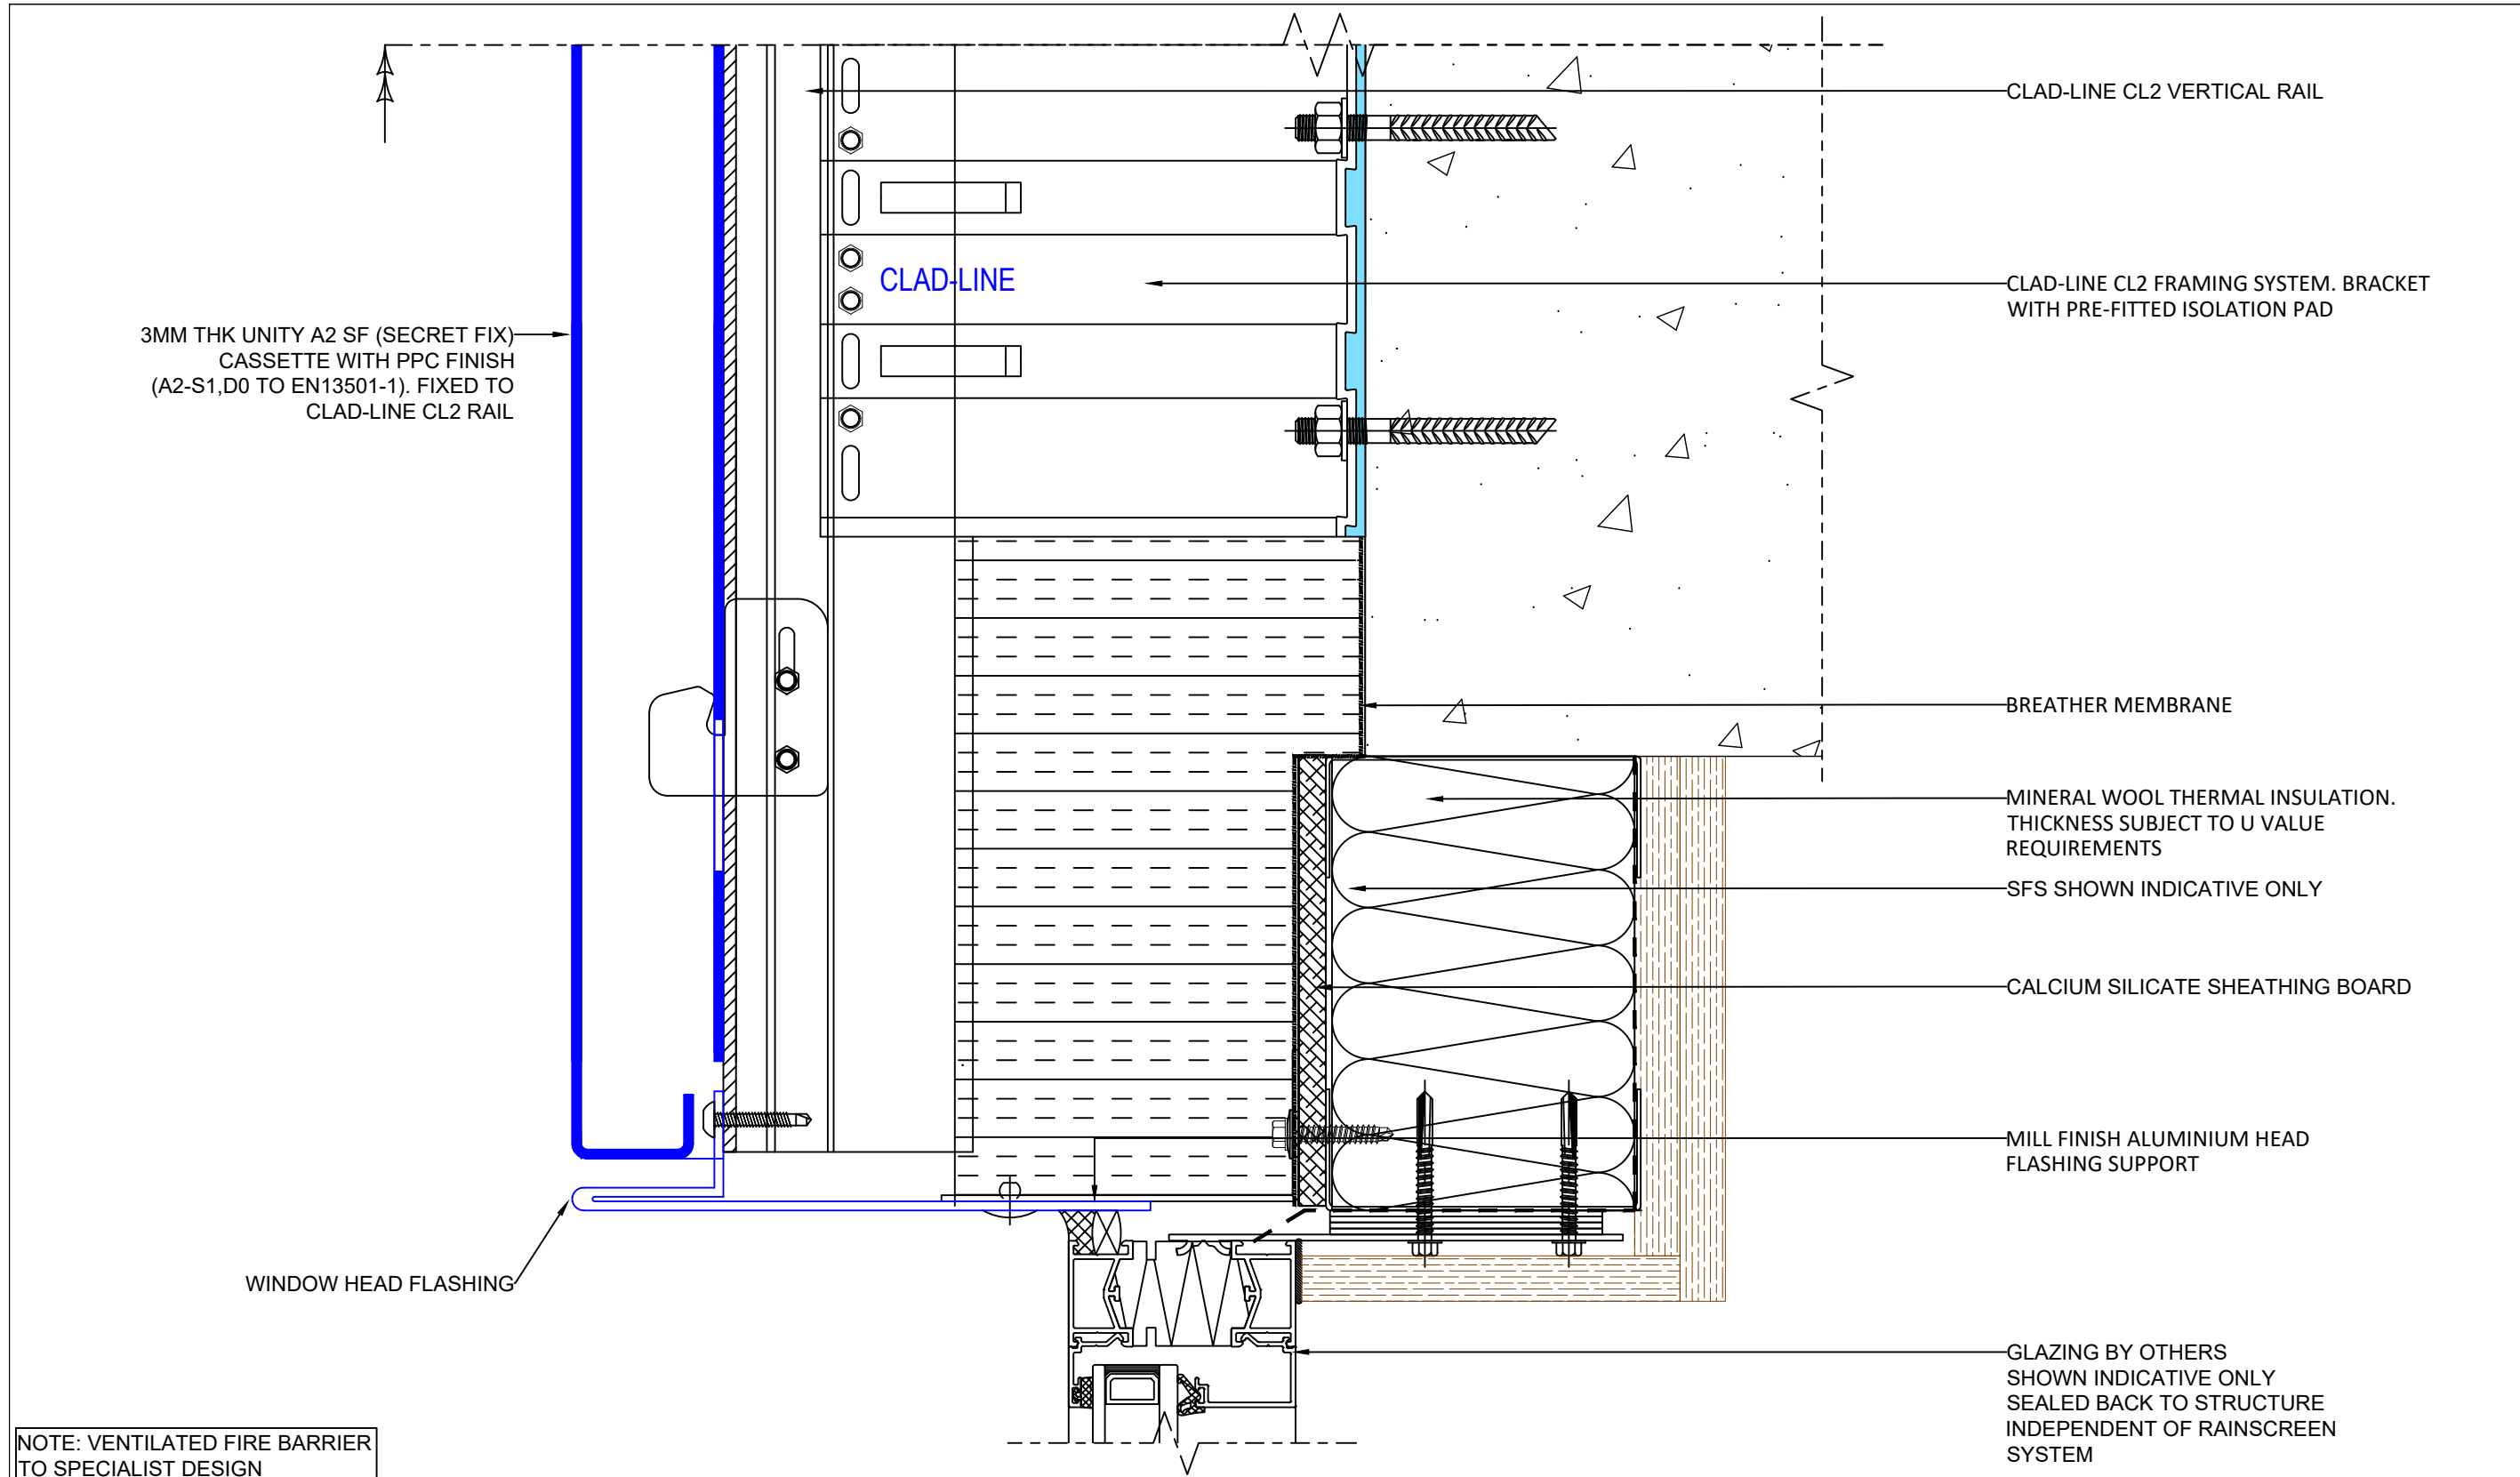 CLAD-LINE CL2 VERTICAL RAIL
CLAD-LINE
CLAD-LINE CL2 FRAMING SYSTEM. BRACKET
WITH PRE-FITTED ISOLATION PAD
3MM THK UNITY A2 SF (SECRET FIX)
CASSETTE WITH PPC FINISH
(A2-S1,D0 TO EN13501-1). FIXED TO
CLAD-LINE CL2 RAIL
BREATHER MEMBRANE
MINERAL WOOL THERMAL INSULATION.
THICKNESS SUBJECT TO U VALUE
REQUIREMENTS
SFS SHOWN INDICATIVE ONLY
CALCIUM SILICATE SHEATHING BOARD
MILL FINISH ALUMINIUM HEAD
FLASHING SUPPORT
WINDOW HEAD FLASHING
GLAZING BY OTHERS
SHOWN INDICATIVE ONLY
SEALED BACK TO STRUCTURE
INDEPENDENT OF RAINSCREEN
SYSTEM
NOTE: VENTILATED FIRE BARRIER
TO SPECIALIST DESIGN